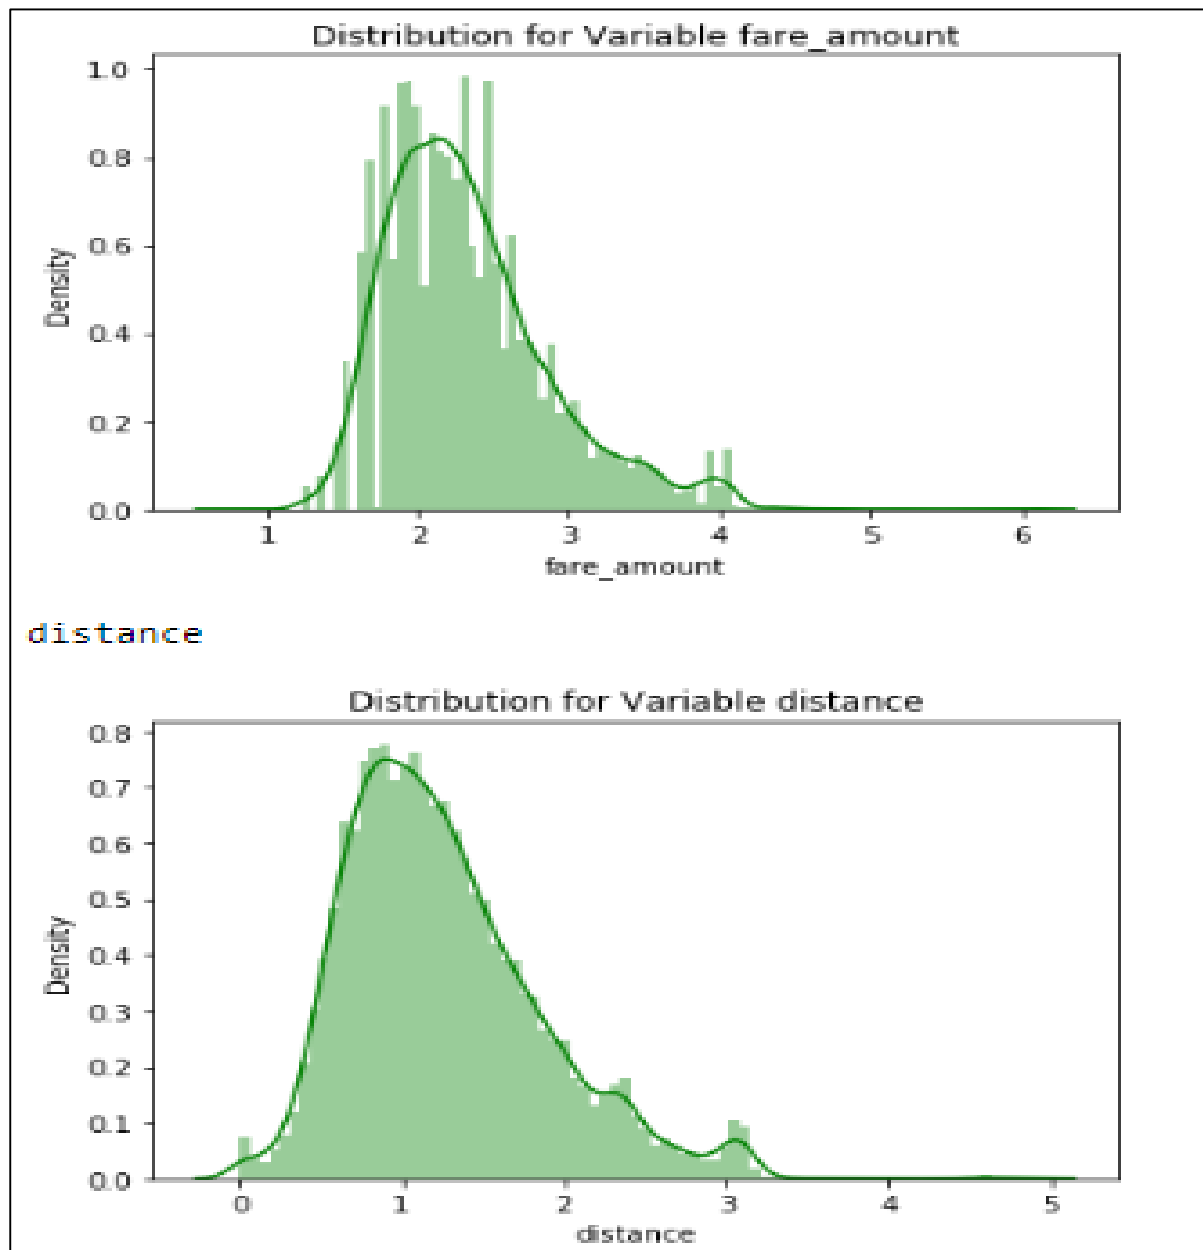 Distribution for Variable fare_amount
1.0
0.8
0.6
0.4
0.2
0.0
Density
1 2 3 4 5 6
fare_amount
distance
Distribution for Variable distance
0.8
0.7
0.6
0.5
0.4
0.3
0.2
0.1
0.0
Density
0 1 2 3 4 5
distance